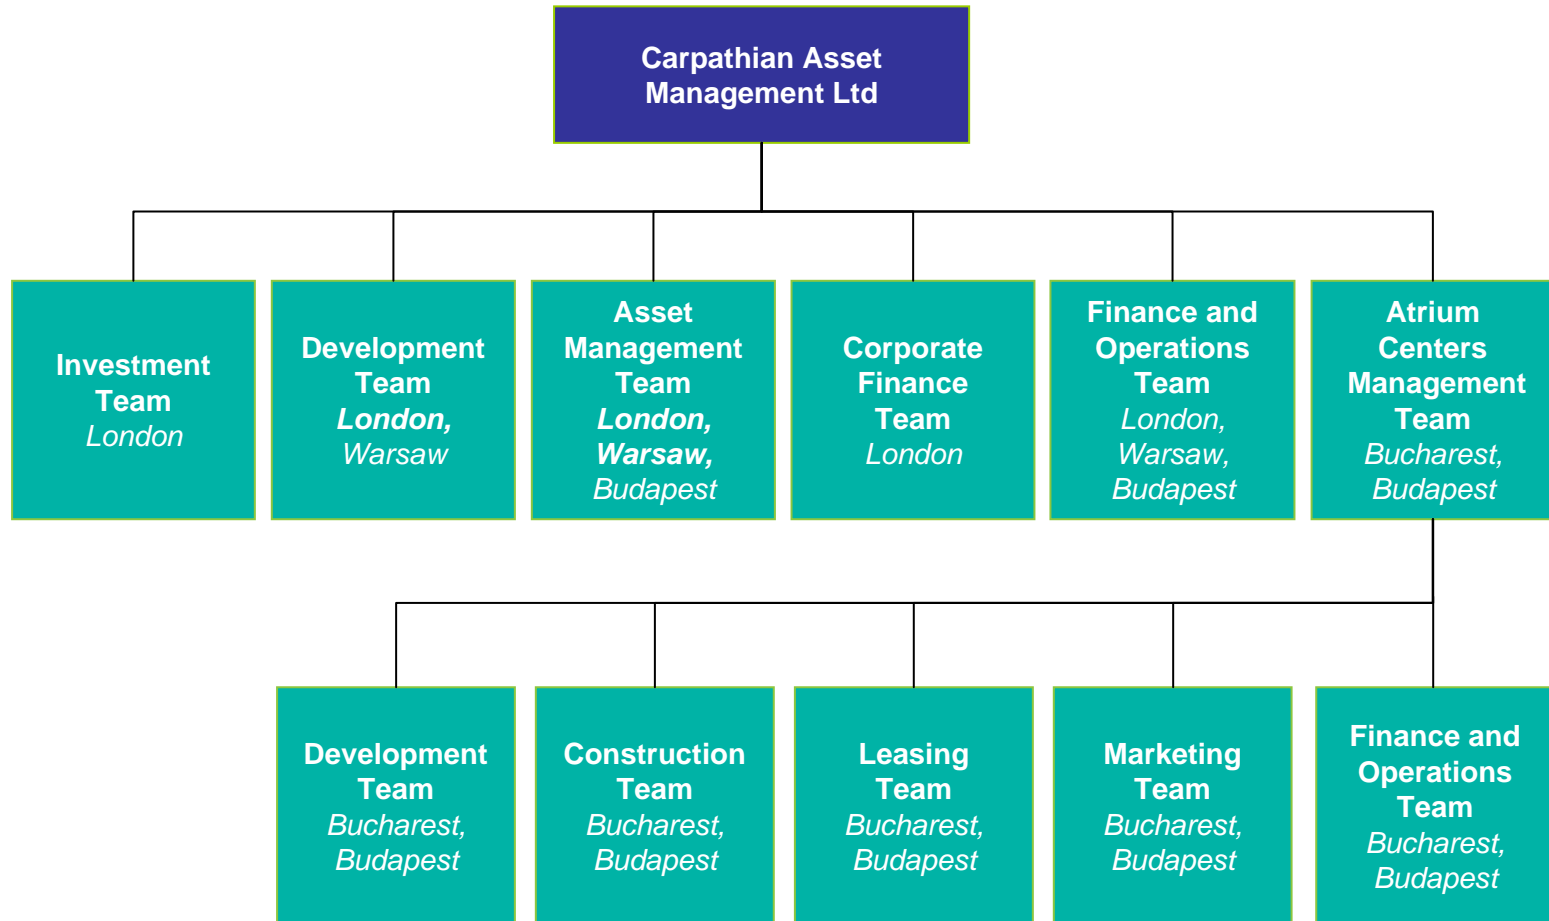 Carpathian Asset
Management Ltd
Investment
Team
London
Development
Team
London,
Warsaw
Asset
Management
Team
London,
Warsaw,
Budapest
Corporate
Finance
Team
London
Finance and
Operations
Team
London,
Warsaw,
Budapest
Atrium
Centers
Management
Team
Bucharest,
Budapest
Development
Team
Bucharest,
Budapest
Construction
Team
Bucharest,
Budapest
Leasing
Team
Bucharest,
Budapest
Marketing
Team
Bucharest,
Budapest
Finance and
Operations
Team
Bucharest,
Budapest